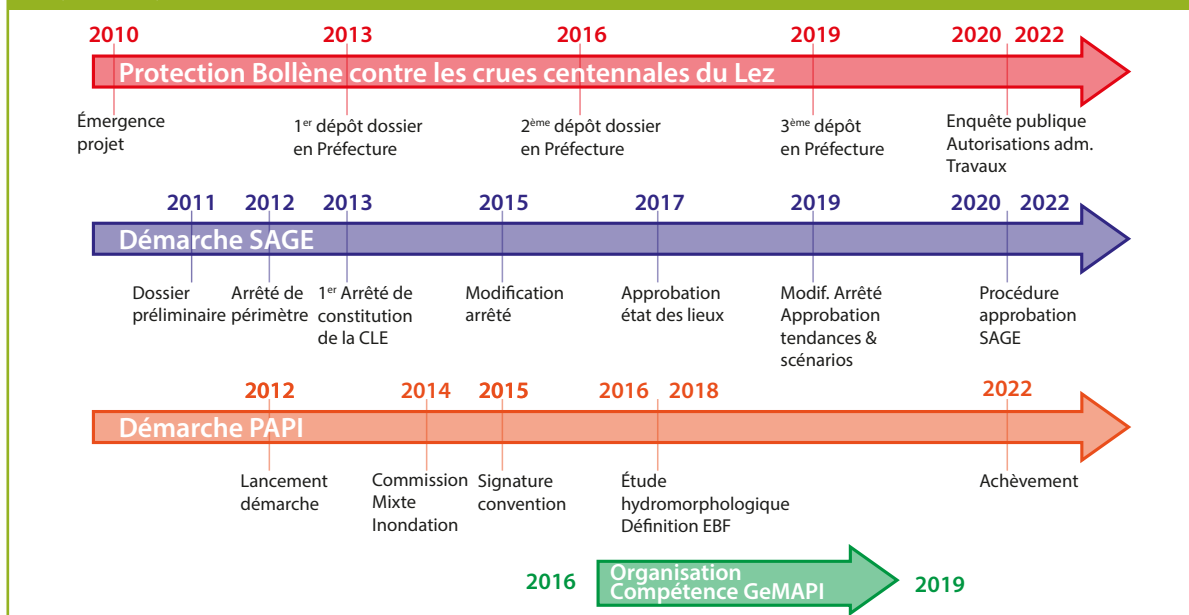 2010 2013 2016 2019 2020 2022
Protection Bollène contre les crues centennales du Lez
Émergence
projet
1er dépôt dossier
en Préfecture
2ème dépôt dossier
en Préfecture
3ème dépôt
en Préfecture
Enquête publique
Autorisations adm.
Travaux
2011 2012 2013 2015 2017 2019 2020 2022
Démarche SAGE
Dossier
préliminaire
Arrêté de
périmètre
1er Arrêté de
constitution
de la CLE
Modification
arrêté
Approbation
état des lieux
Modif. Arrêté
Approbation
tendances &
scénarios
Procédure
approbation
SAGE
2012 2014 2015 2016 2018 2022
Démarche PAPI
Lancement
démarche
Commission
Mixte
Inondation
Signature
convention
Étude
hydromorphologique
Définition EBF
Achèvement
2016
Organisation
Compétence GeMAPI
2019